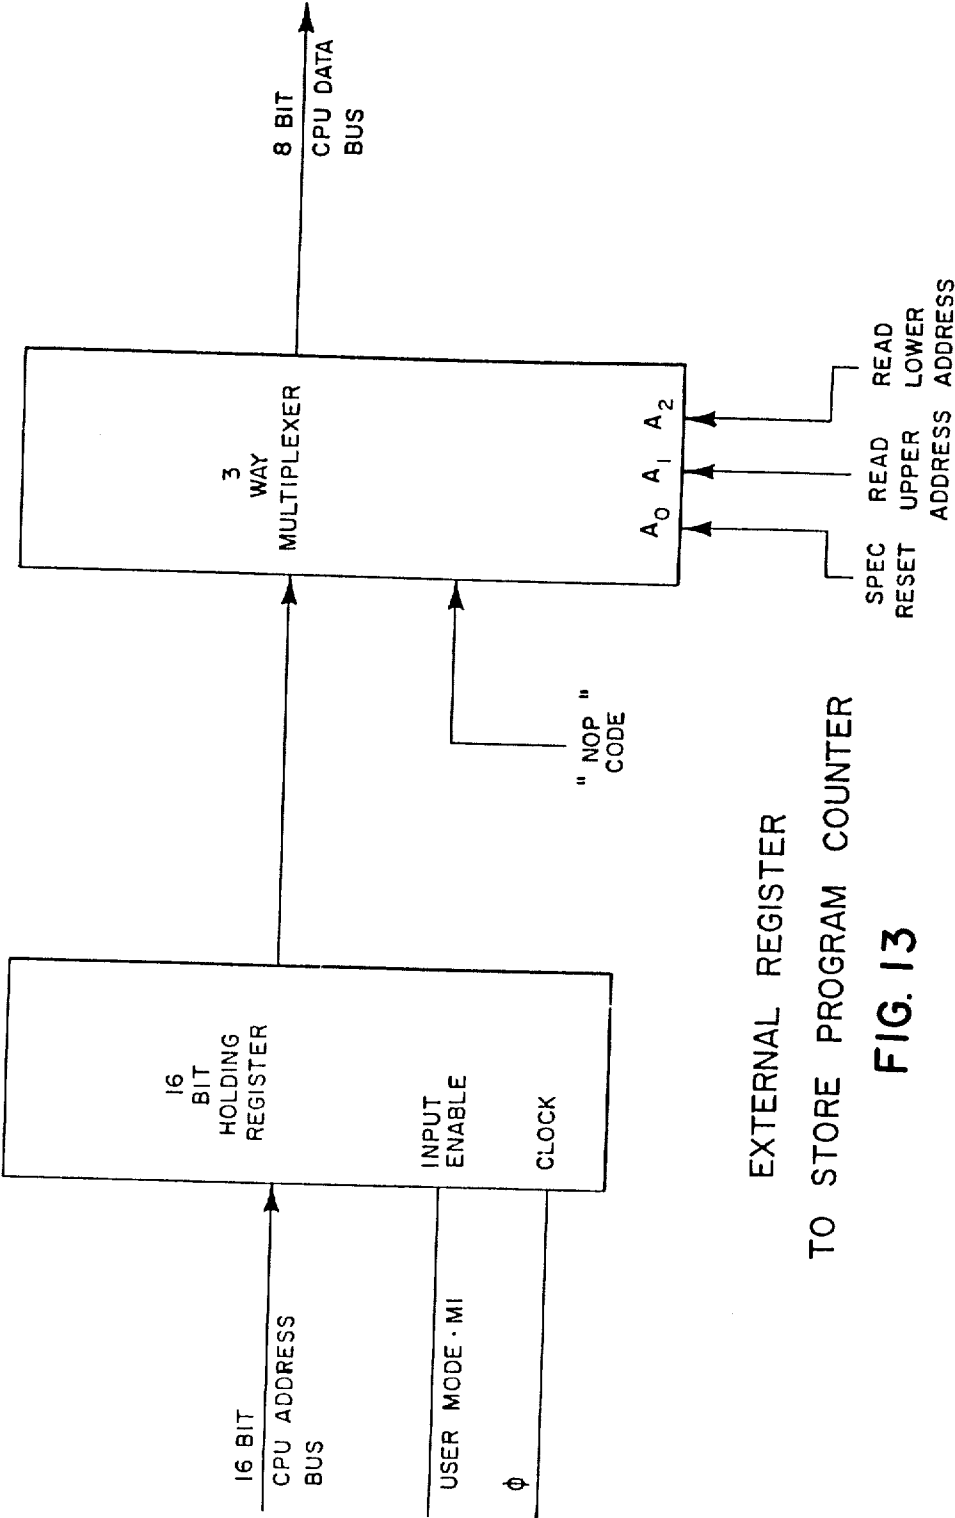 16 BIT
CPU ADDRESS
BUS
USER MODE · M1
ϕ
16
BIT
HOLDING
REGISTER
INPUT
ENABLE
CLOCK
" NOP "
CODE
3
WAY
MULTIPLEXER
A0 A1 A2
SPEC
RESET
READ
UPPER
ADDRESS
READ
LOWER
ADDRESS
8 BIT
CPU DATA
BUS
EXTERNAL REGISTER
TO STORE PROGRAM COUNTER
FIG. 13